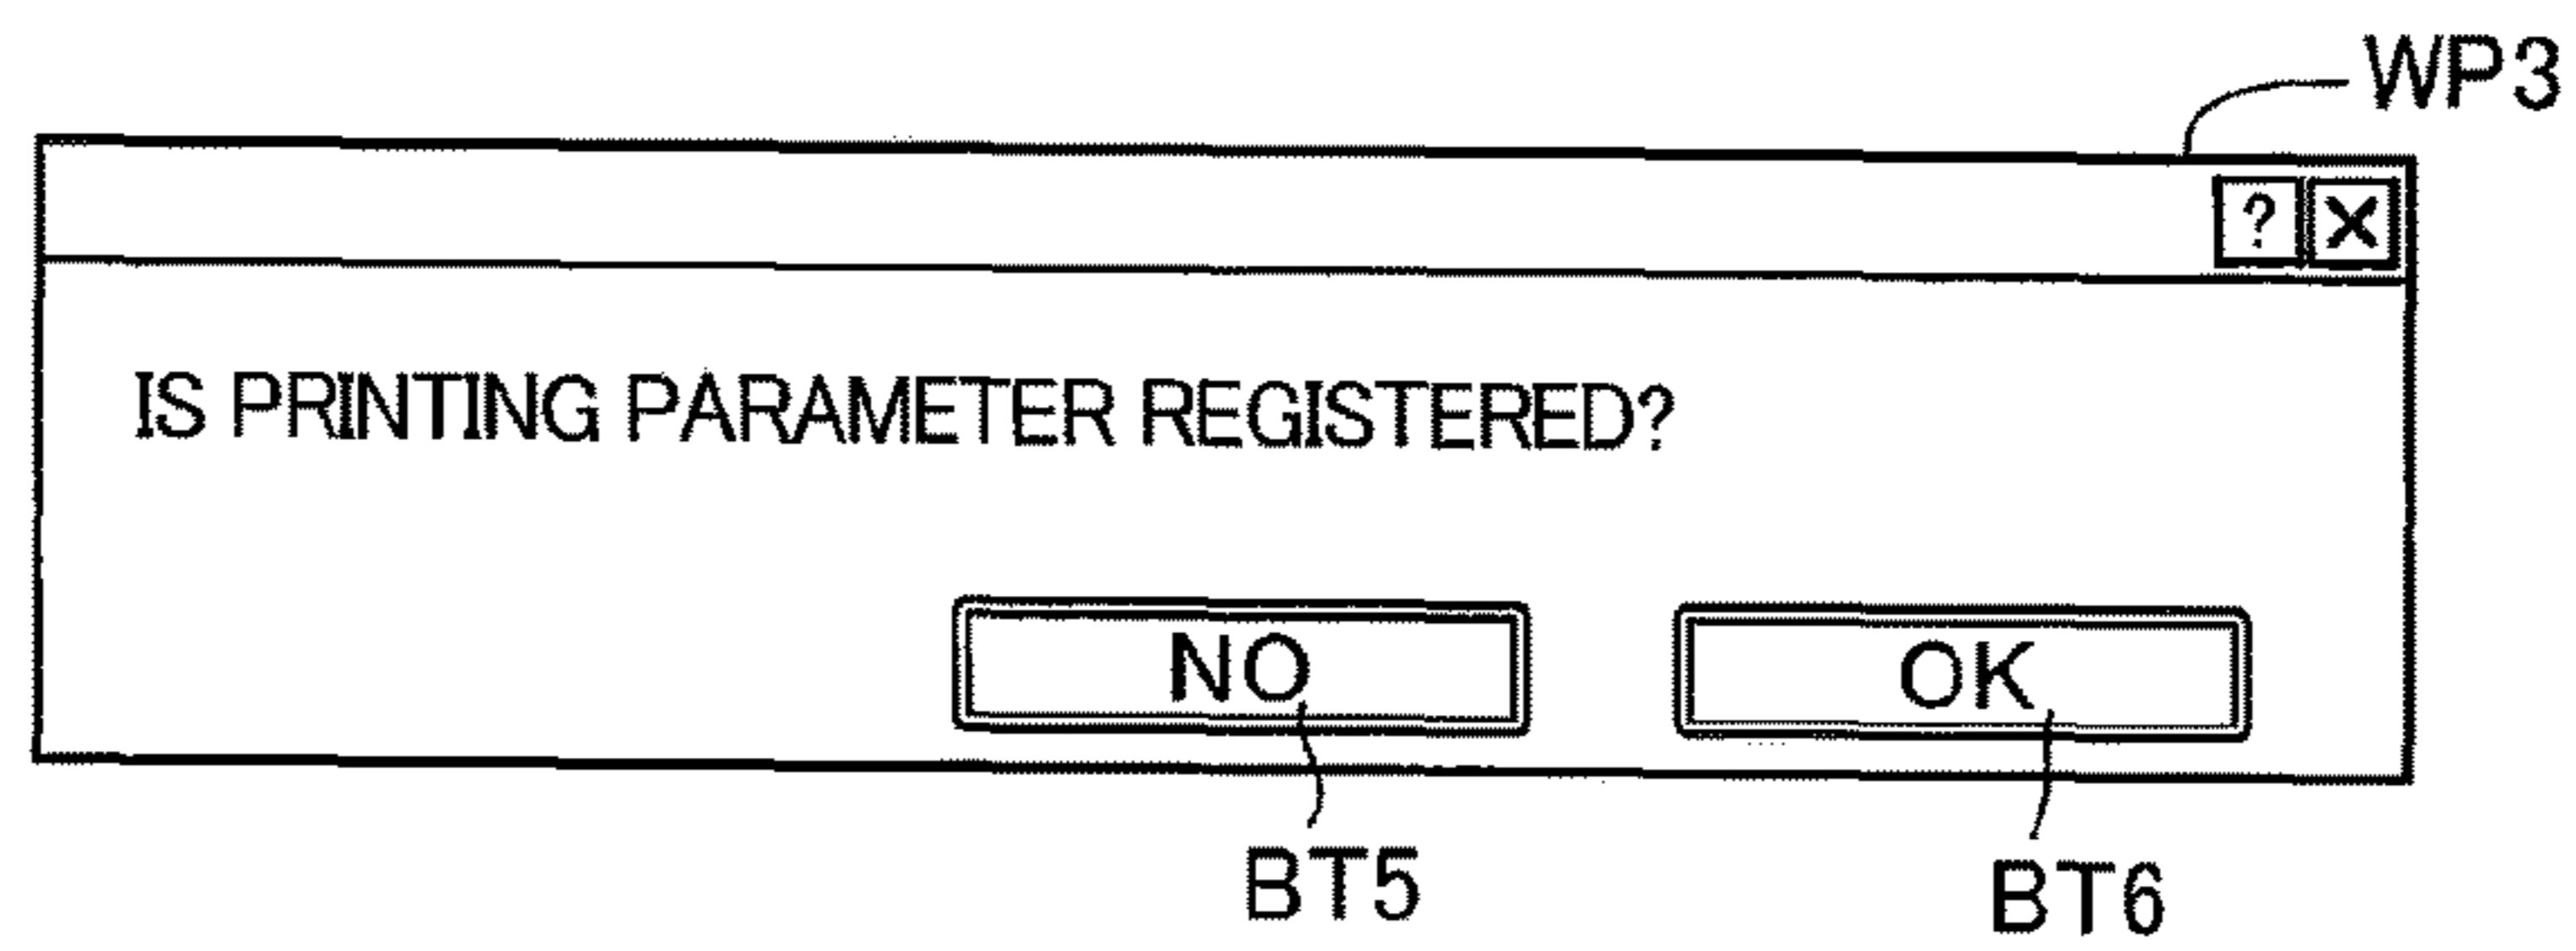 WP3
? X
IS PRINTING PARAMETER REGISTERED?
NO OK
BT5 BT6